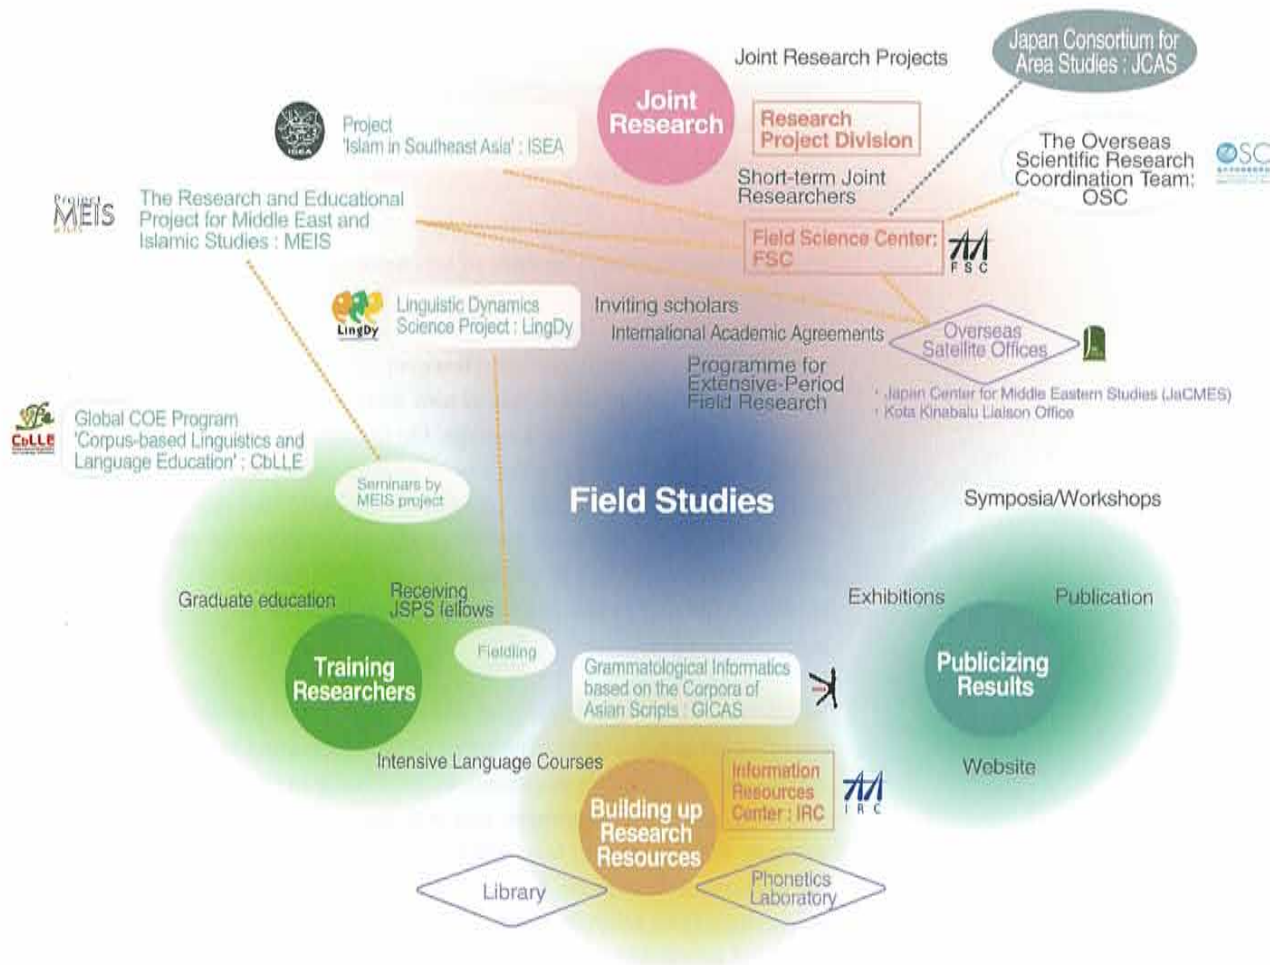 Joint
Research
Joint Research Projects
Japan Consortium for
Area Studies : JCAS
Research
Project Division
Project
'Islam in Southeast Asia' : ISEA
ISEA
The Overseas
Scientific Research
Coordination Team:
OSC
OSC
Short-term Joint
Researchers
Project
MEIS
The Research and Educational
Project for Middle East and
Islamic Studies : MEIS
Field Science Center:
FSC
FSC
LingDy
Linguistic Dynamics
Science Project : LingDy
Inviting scholars
International Academic Agreements
Overseas
Satellite Offices
Programme for
Extensive-Period
Field Research
・Japan Center for Middle Eastern Studies (JaCMES)
・Kota Kinabalu Liaison Office
CbLLE
Global COE Program
'Corpus-based Linguistics and
Language Education' : CbLLE
Seminars by
MEIS project
Field Studies
Symposia/Workshops
Graduate education
Receiving
JSPS fellows
Exhibitions
Publication
Fieldling
Training
Researchers
Grammatological Informatics
based on the Corpora of
Asian Scripts : GICAS
Publicizing
Results
Intensive Language Courses
Website
Information
Resources
Center : IRC
IRC
Building up
Research
Resources
Library
Phonetics
Laboratory